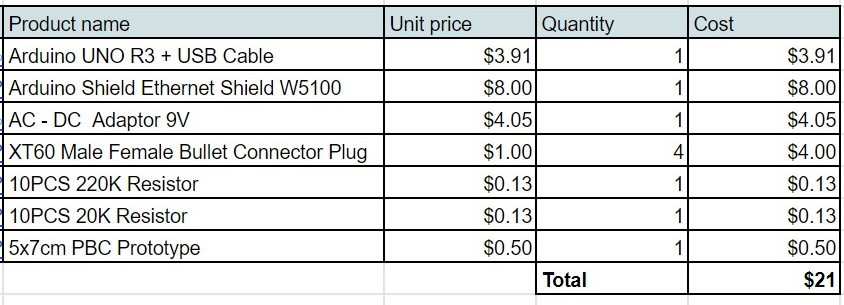 Product name Unit price Quantity Cost
Arduino UNO R3 + USB Cable $3.91 1 $3.91
Arduino Shield Ethernet Shield W5100 $8.00 1 $8.00
AC - DC Adaptor 9V $4.05 1 $4.05
XT60 Male Female Bullet Connector Plug $1.00 4 $4.00
10PCS 220K Resistor $0.13 1 $0.13
10PCS 20K Resistor $0.13 1 $0.13
5x7cm PBC Prototype $0.50 1 $0.50
Total $21